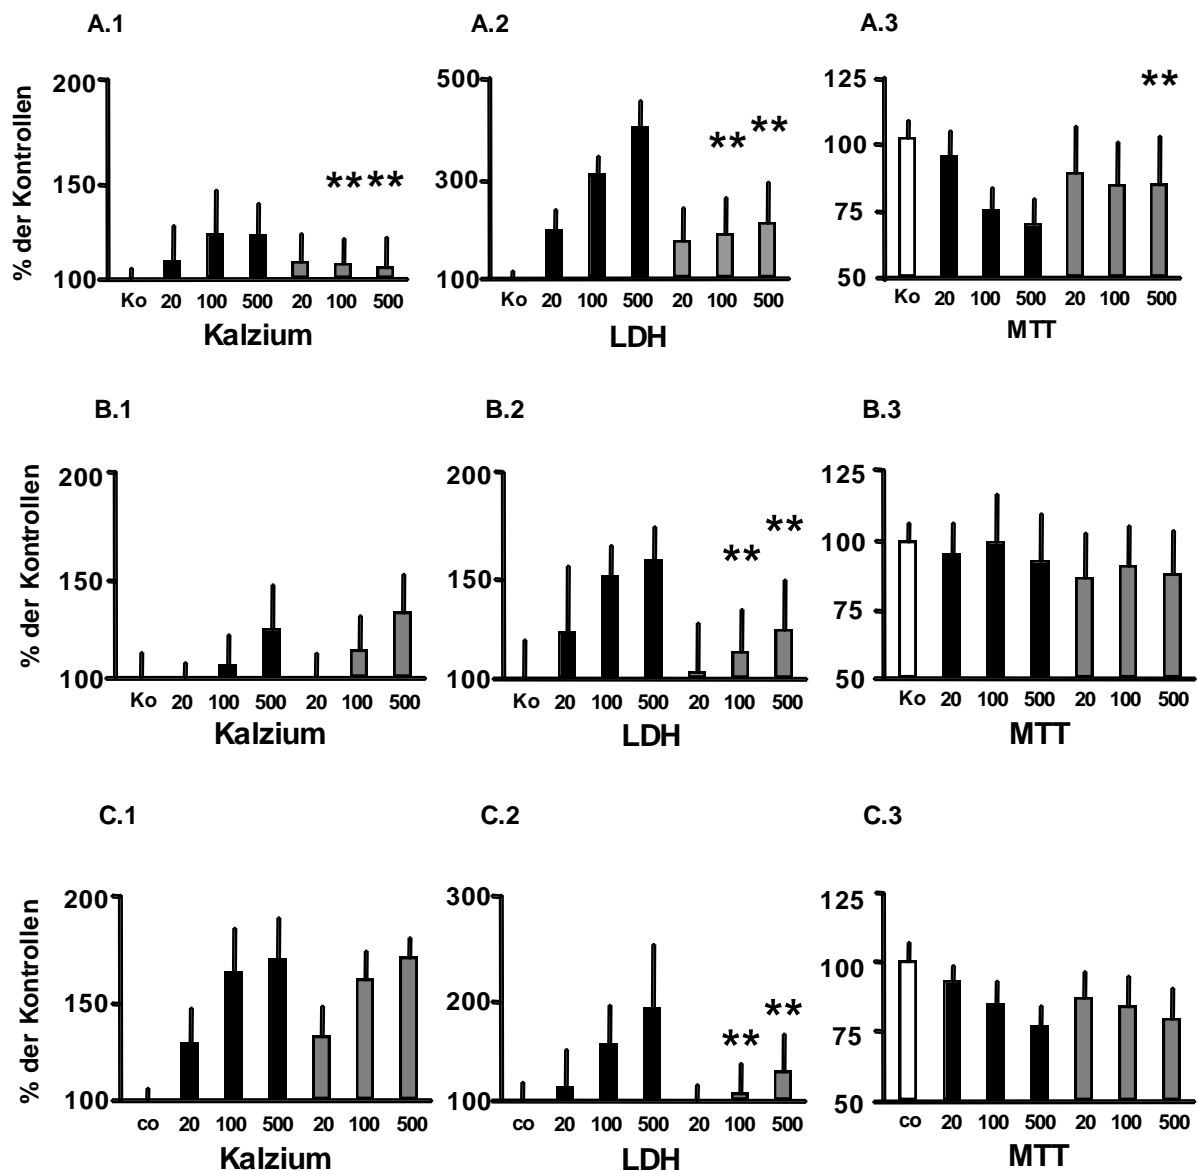 A.1 A.2 A.3
% der Kontrollen
200 150 100
**** 
Ko 20 100 500 20 100 500
Kalzium
500 300 100
** **
Ko 20 100 500 20 100 500
LDH
125 100 75 50
**
Ko 20 100 500 20 100 500
MTT
B.1 B.2 B.3
% der Kontrollen
200 150 100
Ko 20 100 500 20 100 500
Kalzium
200 150 100
** **
Ko 20 100 500 20 100 500
LDH
125 100 75 50
Ko 20 100 500 20 100 500
MTT
C.1 C.2 C.3
% der Kontrollen
200 150 100
co 20 100 500 20 100 500
Kalzium
300 200 100
** **
co 20 100 500 20 100 500
LDH
125 100 75 50
co 20 100 500 20 100 500
MTT